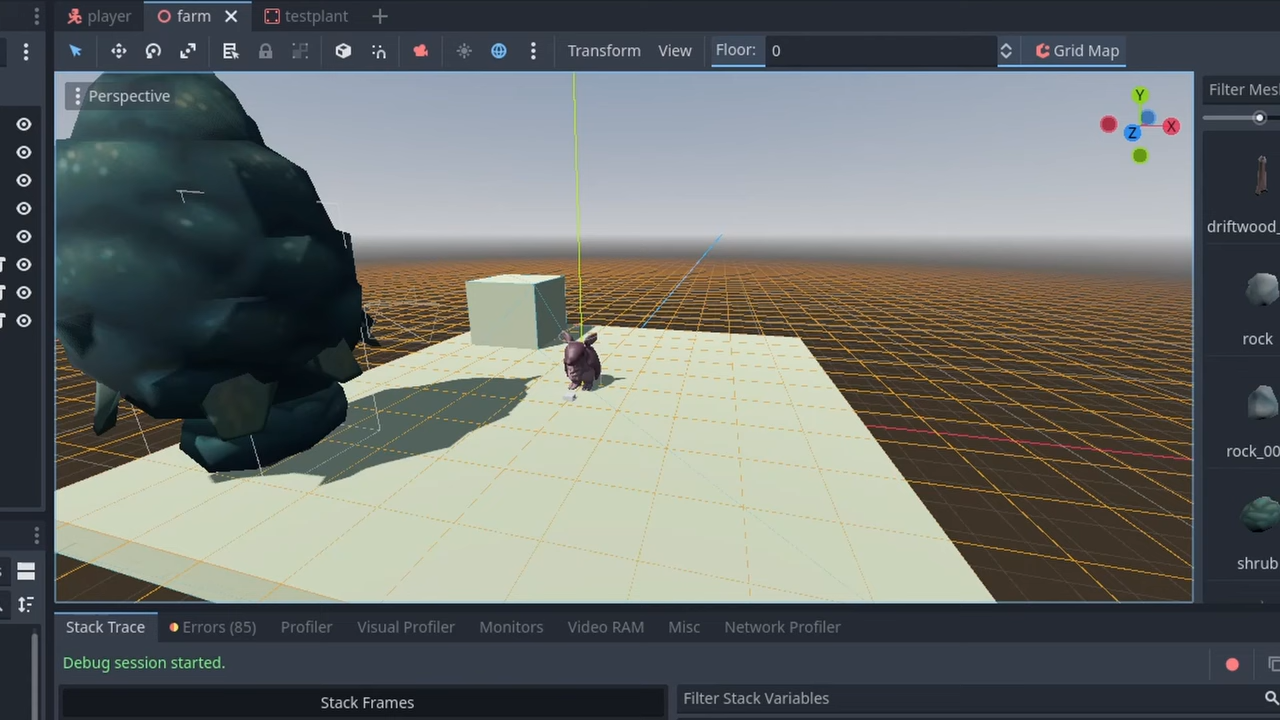 player
farm
testplant
Transform
View
Floor:
0
Grid Map
Perspective
Filter Mes
Y
X
Z
driftwood_
rock
rock_00
shrub
Stack Trace
Errors (85)
Profiler
Visual Profiler
Monitors
Video RAM
Misc
Network Profiler
Debug session started.
Stack Frames
Filter Stack Variables